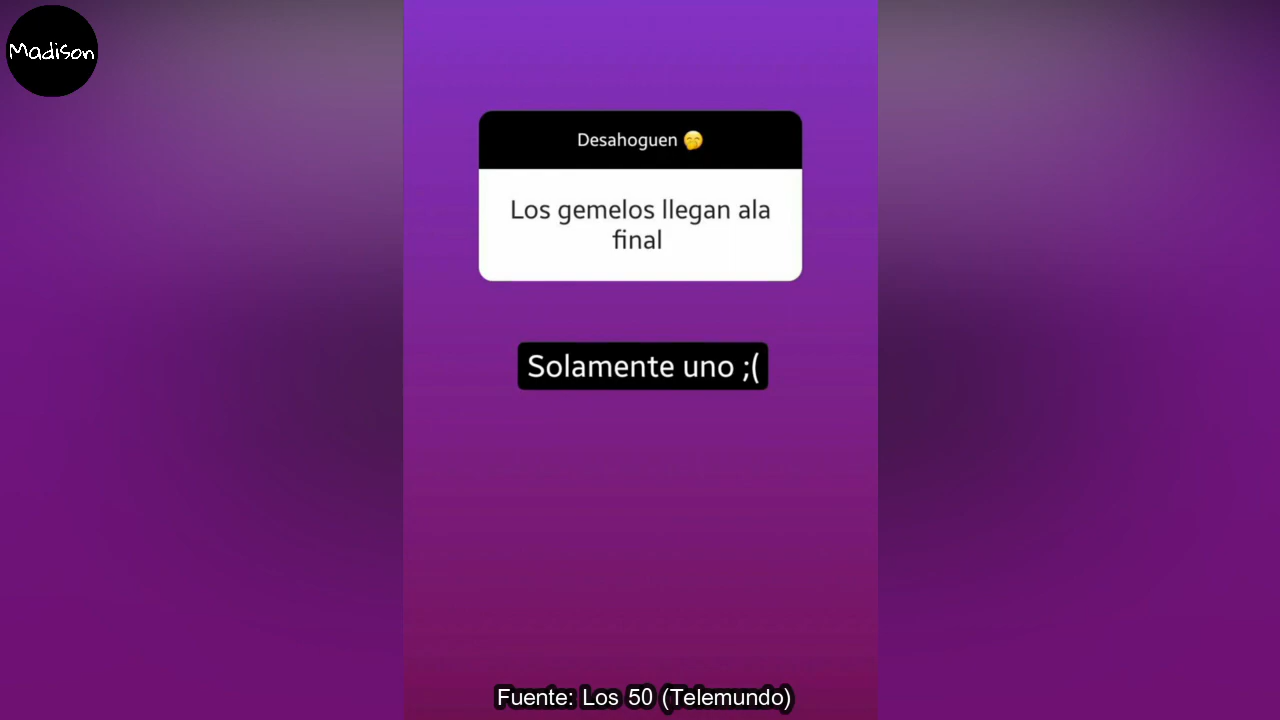 Madison
Desahoguen 🤭
Los gemelos llegan ala
final
Solamente uno ;(
Fuente: Los 50 (Telemundo)